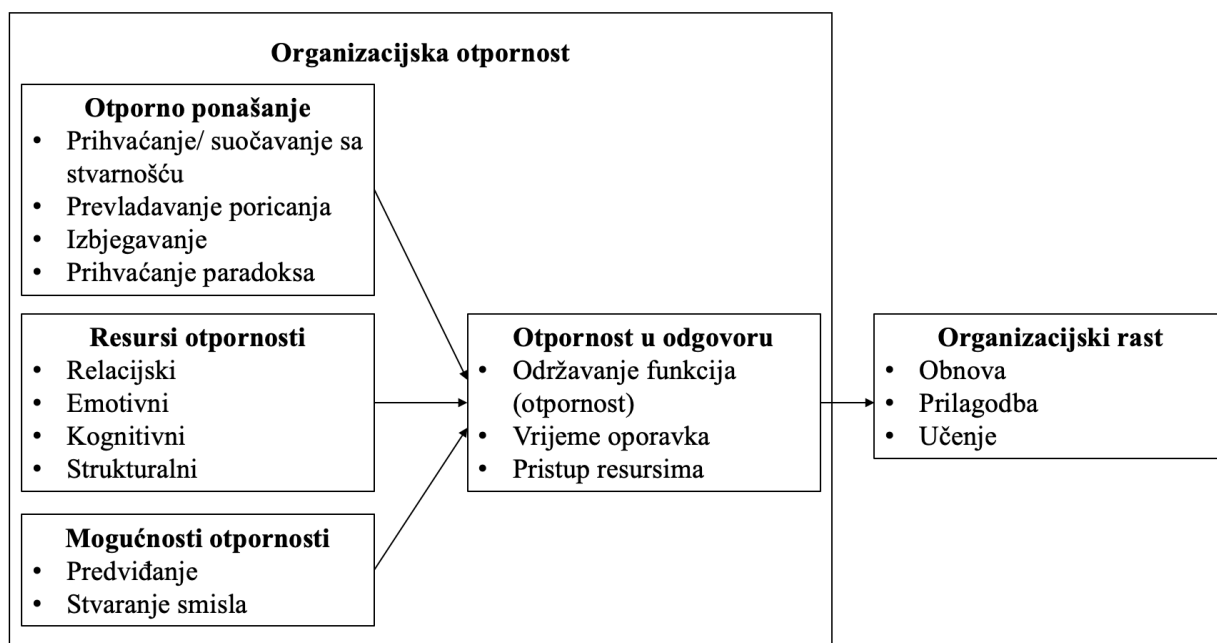 Organizacijska otpornost
Otporno ponašanje
• Prihvaćanje/ suočavanje sa
stvarnošću
• Prevladavanje poricanja
• Izbjegavanje
• Prihvaćanje paradoksa
Resursi otpornosti
• Relacijski
• Emotivni
• Kognitivni
• Strukturalni
Mogućnosti otpornosti
• Predviđanje
• Stvaranje smisla
Otpornost u odgovoru
• Održavanje funkcija
(otpornost)
• Vrijeme oporavka
• Pristup resursima
Organizacijski rast
• Obnova
• Prilagodba
• Učenje